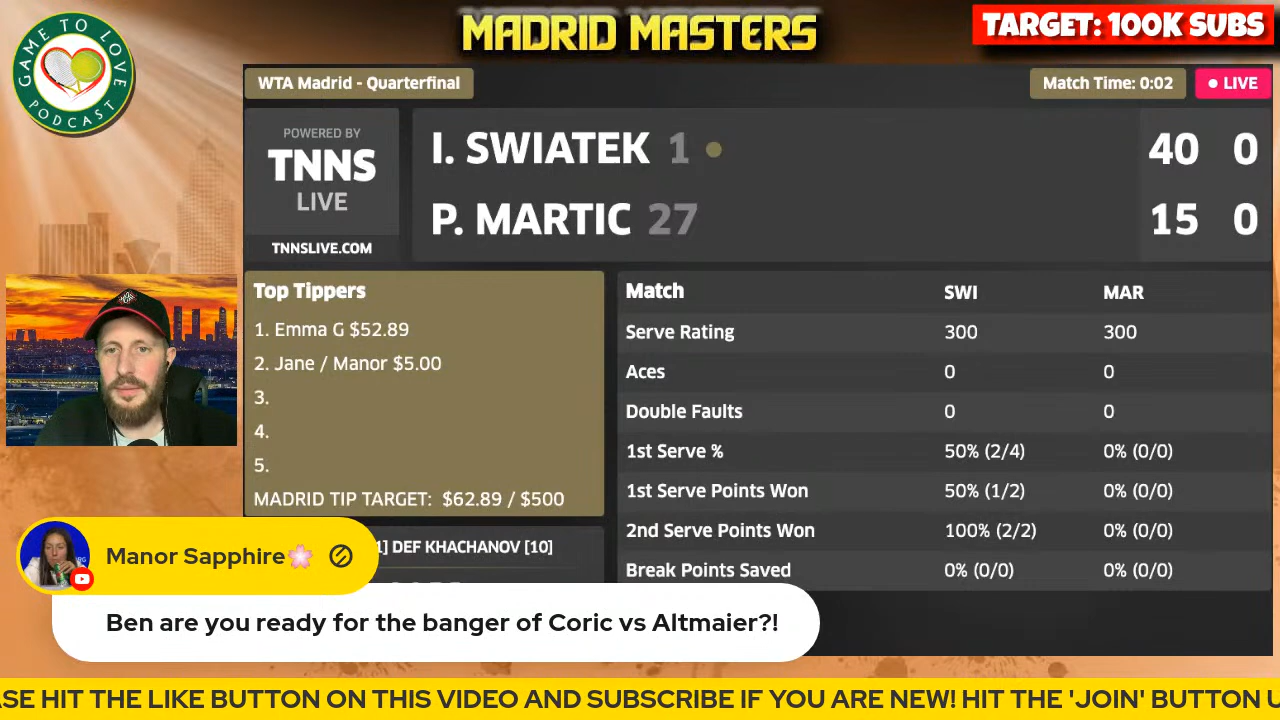 GAME TO LOVE
PODCAST
MADRID MASTERS
TARGET: 100K SUBS
WTA Madrid - Quarterfinal
Match Time: 0:02
LIVE
POWERED BY
TNNS
LIVE
TNNSLIVE.COM
I. SWIATEK 1 40 0
P. MARTIC 27 15 0
Top Tippers
1. Emma G $52.89
2. Jane / Manor $5.00
3.
4.
5.
MADRID TIP TARGET: $62.89 / $500
Match SWI MAR
Serve Rating 300 300
Aces 0 0
Double Faults 0 0
1st Serve % 50% (2/4) 0% (0/0)
1st Serve Points Won 50% (1/2) 0% (0/0)
2nd Serve Points Won 100% (2/2) 0% (0/0)
Break Points Saved 0% (0/0) 0% (0/0)
1] DEF KHACHANOV [10]
Manor Sapphire🌸
Ben are you ready for the banger of Coric vs Altmaier?!
SE HIT THE LIKE BUTTON ON THIS VIDEO AND SUBSCRIBE IF YOU ARE NEW! HIT THE 'JOIN' BUTTON U